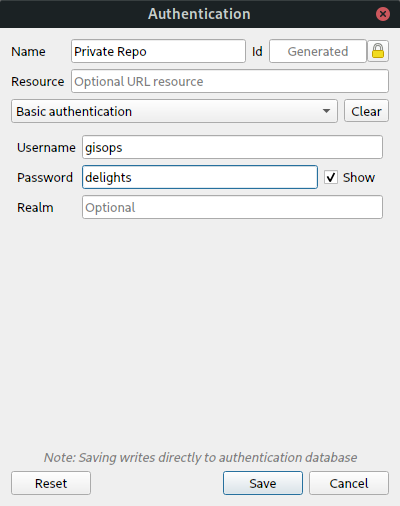 Authentication
Name Private Repo Id Generated
Resource Optional URL resource
Basic authentication Clear
Username gisops
Password delights Show
Realm Optional
Note: Saving writes directly to authentication database
Reset Save Cancel